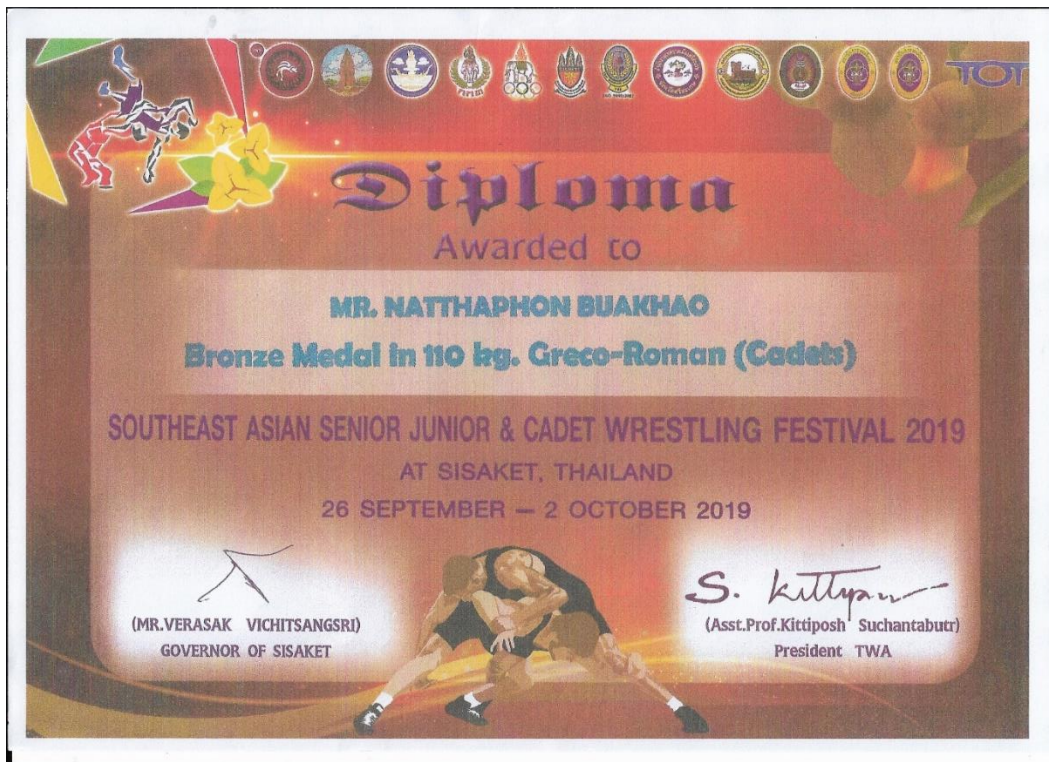 TOT
Diploma
Awarded to
MR. NATTHAPHON BUAKHAO
Bronze Medal in 110 kg. Greco-Roman (Cadets)
SOUTHEAST ASIAN SENIOR JUNIOR & CADET WRESTLING FESTIVAL 2019
AT SISAKET, THAILAND
26 SEPTEMBER – 2 OCTOBER 2019
S.
(MR.VERASAK VICHITSANGSRI)
GOVERNOR OF SISAKET
(Asst.Prof.Kittiposh Suchantabutr)
President TWA